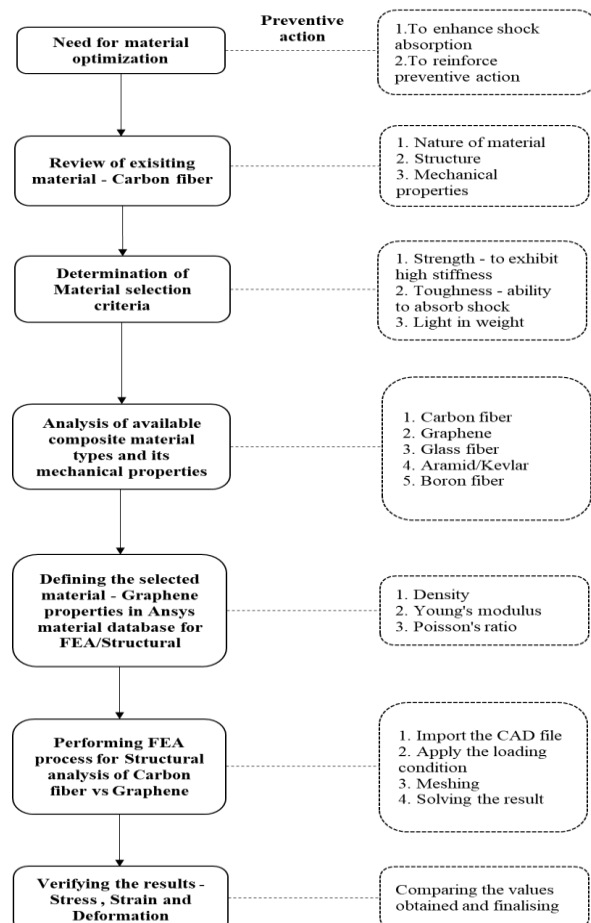 Need for material
optimization
Preventive
action
1.To enhance shock
absorption
2.To reinforce
preventive action
Review of exisiting
material - Carbon fiber
1. Nature of material
2. Structure
3. Mechanical
properties
Determination of
Material selection
criteria
1. Strength - to exhibit
high stiffness
2. Toughness - ability
to absorb shock
3. Light in weight
Analysis of available
composite material
types and its
mechanical properties
1. Carbon fiber
2. Graphene
3. Glass fiber
4. Aramid/Kevlar
5. Boron fiber
Defining the selected
material - Graphene
properties in Ansys
material database for
FEA/Structural
1. Density
2. Young's modulus
3. Poisson's ratio
Performing FEA
process for Structural
analysis of Carbon
fiber vs Graphene
1. Import the CAD file
2. Apply the loading
condition
3. Meshing
4. Solving the result
Verifying the results -
Stress , Strain and
Deformation
Comparing the values
obtained and finalising